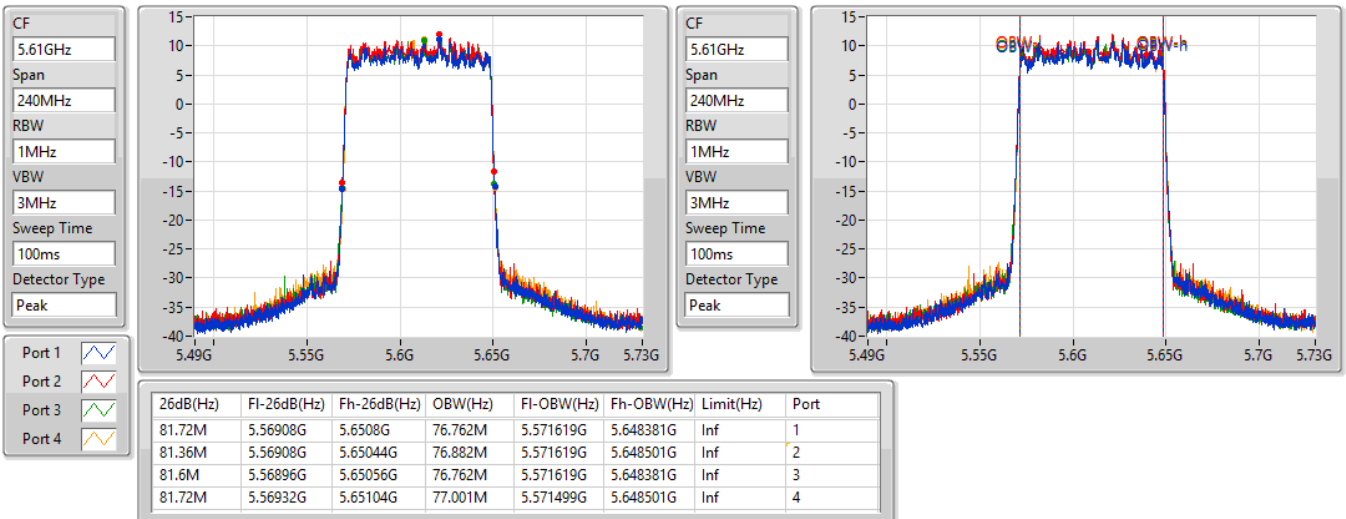 CF
5.61GHz
Span
240MHz
RBW
1MHz
VBW
3MHz
Sweep Time
100ms
Detector Type
Peak
15
10
5
0
-5
-10
-15
-20
-25
-30
-35
-40
5.49G 5.55G 5.6G 5.65G 5.7G 5.73G
CF
5.61GHz
Span
240MHz
RBW
1MHz
VBW
3MHz
Sweep Time
100ms
Detector Type
Peak
15
10
5
0
-5
-10
-15
-20
-25
-30
-35
-40
OBW-l OBW-h
5.49G 5.55G 5.6G 5.65G 5.7G 5.73G
Port 1
Port 2
Port 3
Port 4
26dB(Hz) Fl-26dB(Hz) Fh-26dB(Hz) OBW(Hz) Fl-OBW(Hz) Fh-OBW(Hz) Limit(Hz) Port
81.72M 5.56908G 5.6508G 76.762M 5.571619G 5.648381G Inf 1
81.36M 5.56908G 5.65044G 76.882M 5.571619G 5.648501G Inf 2
81.6M 5.56896G 5.65056G 76.762M 5.571619G 5.648381G Inf 3
81.72M 5.56932G 5.65104G 77.001M 5.571499G 5.648501G Inf 4